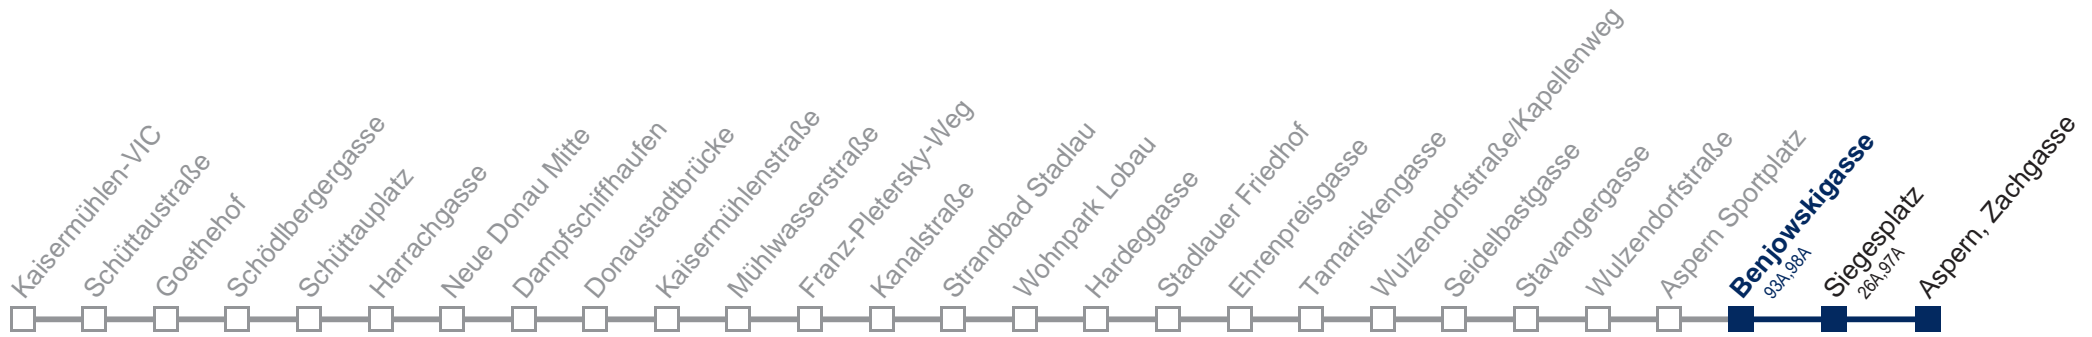 Kaisermühlen-VIC
Schüttaustraße
Goethehof
Schödlbergergasse
Schüttauplatz
Harrachgasse
Neue Donau Mitte
Dampfschiffhaufen
Donaustadtbrücke
Kaisermühlenstraße
Mühlwasserstraße
Franz-Pletersky-Weg
Kanalstraße
Strandbad Stadlau
Wohnpark Lobau
Hardeggasse
Stadlauer Friedhof
Ehrenpreisgasse
Tamariskengasse
Wulzendorfstraße/Kapellenweg
Seidelbastgasse
Stavangergasse
Wulzendorfstraße
Aspern Sportplatz
Benjowskigasse
93A,98A
Siegesplatz
26A,97A
Aspern, Zachgasse